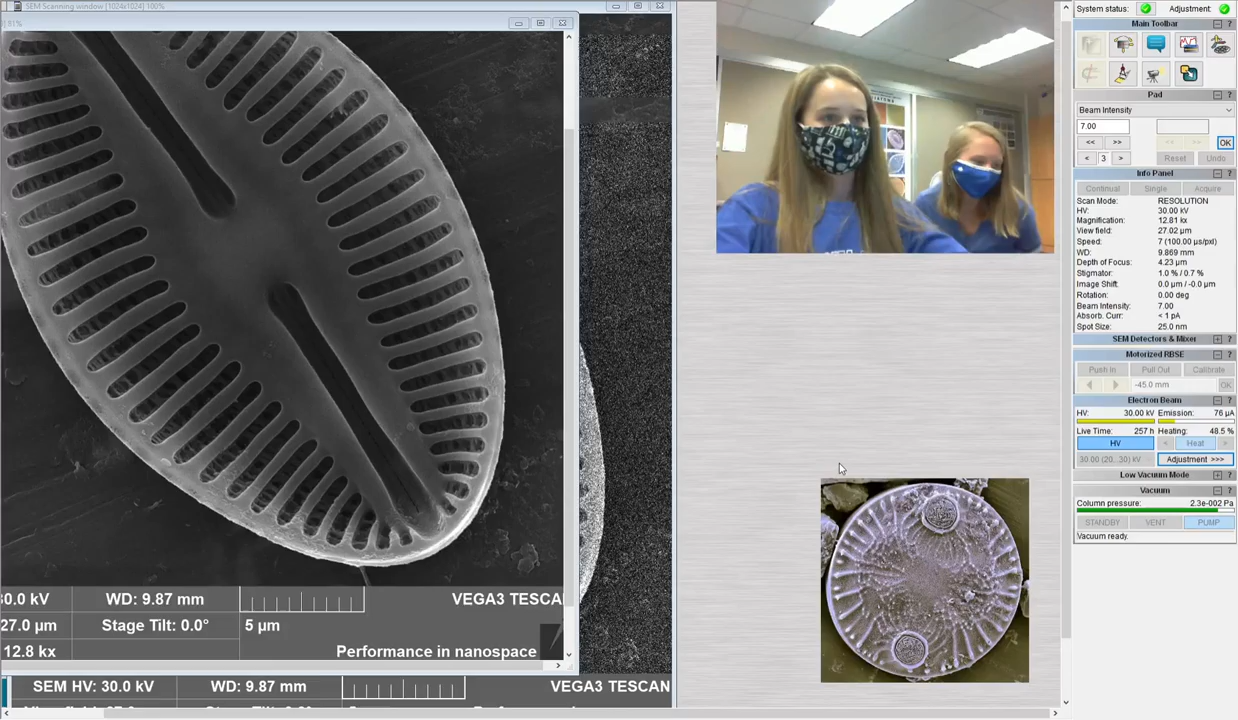 SEM Scanning window [1024x1024] 100%
System status: Adjustment:
] 81%
Main Toolbar
Pad
Beam Intensity
7.00
<< >> << >> OK
< 3 > Reset Undo
Info Panel
Continual Single Acquire
Scan Mode: RESOLUTION
HV: 30.00 kV
Magnification: 12.81 kx
View field: 27.02 µm
Speed: 7 (100.00 µs/pxl)
WD: 9.869 mm
Depth of Focus: 4.23 µm
Stigmator: 1.0 % / 0.7 %
Image Shift: 0.0 µm / -0.0 µm
Rotation: 0.00 deg
Beam Intensity: 7.00
Absorb. Curr: < 1 pA
Spot Size: 25.0 nm
SEM Detectors & Mixer
Motorized RBSE
Push In Pull Out Calibrate
-45.0 mm OK
Electron Beam
HV: 30.00 kV Emission: 76 µA
Live Time: 257 h Heating: 48.5 %
HV < Heat >
30.00 (20...30) kV Adjustment >>>
Low Vacuum Mode
Vacuum
Column pressure: 2.3e-002 Pa
STANDBY VENT PUMP
Vacuum ready.
0.0 kV WD: 9.87 mm VEGA3 TESCA
27.0 µm Stage Tilt: 0.0° 5 µm
12.8 kx Performance in nanospace
SEM HV: 30.0 kV WD: 9.87 mm VEGA3 TESCAN